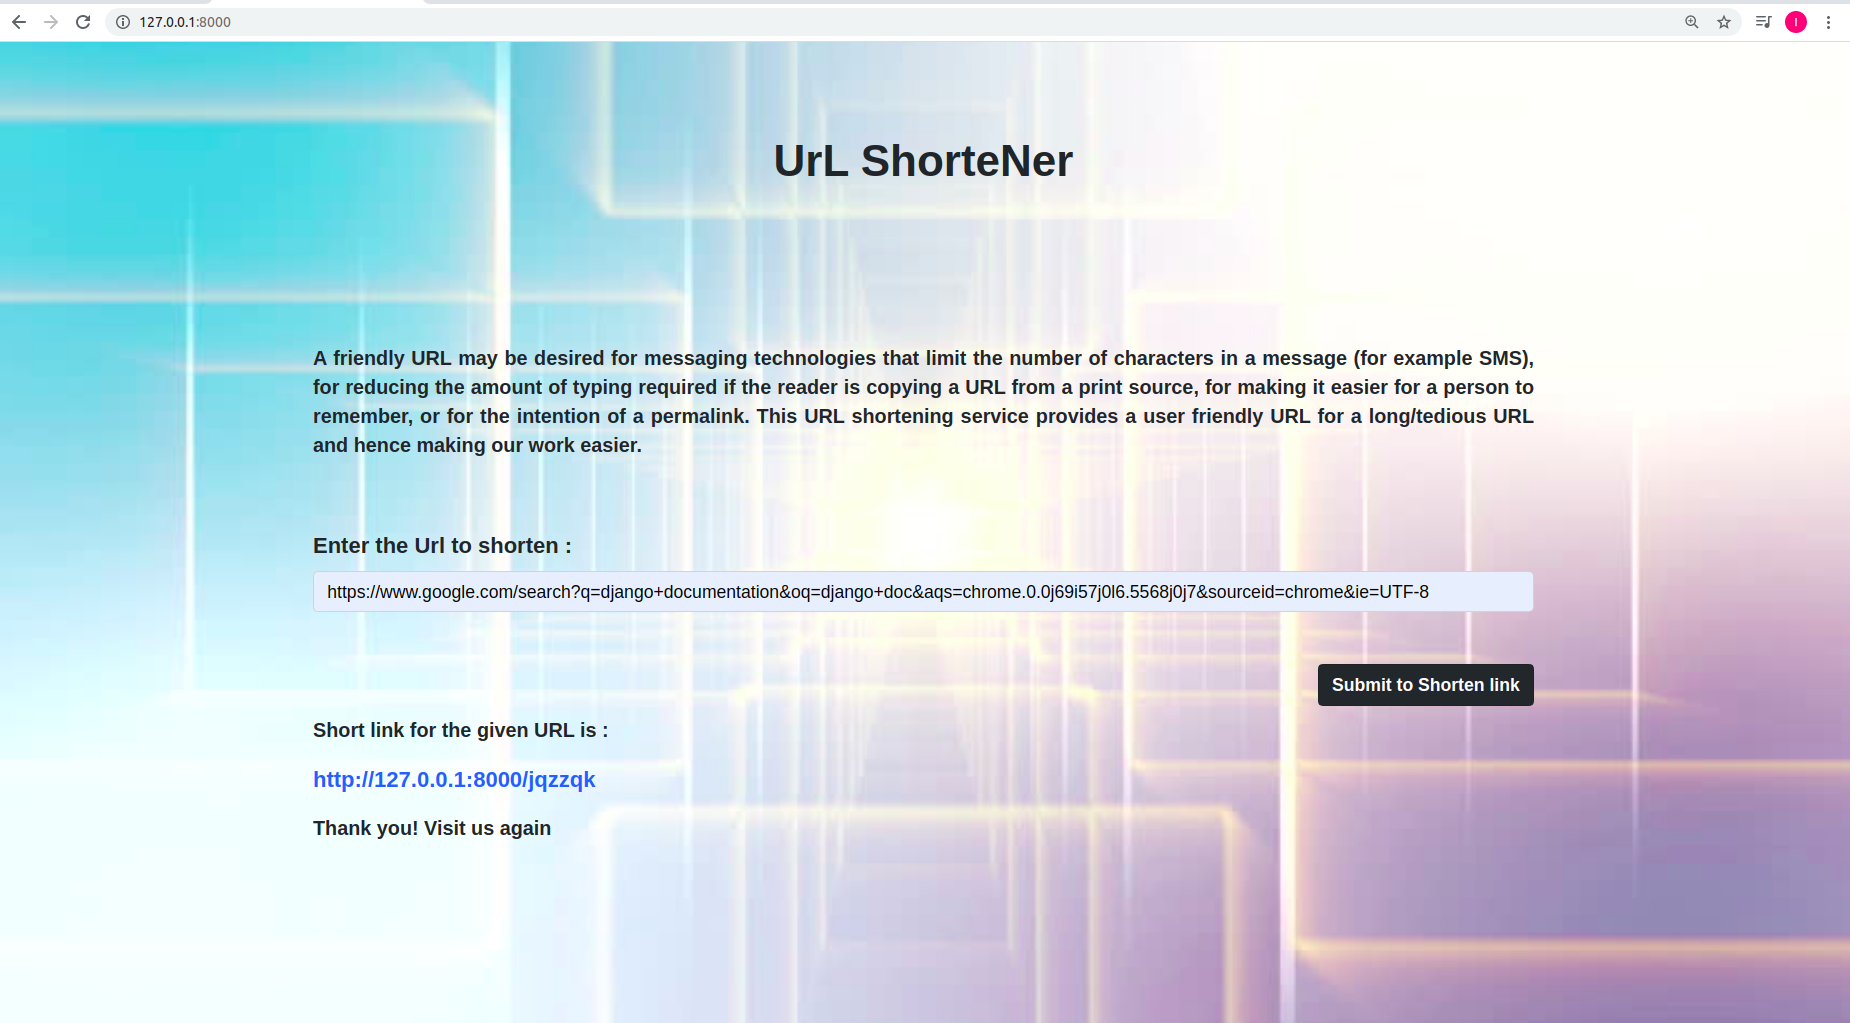 127.0.0.1:8000
I
UrL ShorteNer
A friendly URL may be desired for messaging technologies that limit the number of characters in a message (for example SMS),
for reducing the amount of typing required if the reader is copying a URL from a print source, for making it easier for a person to
remember, or for the intention of a permalink. This URL shortening service provides a user friendly URL for a long/tedious URL
and hence making our work easier.
Enter the Url to shorten :
https://www.google.com/search?q=django+documentation&oq=django+doc&aqs=chrome.0.0j69i57j0l6.5568j0j7&sourceid=chrome&ie=UTF-8
Submit to Shorten link
Short link for the given URL is :
http://127.0.0.1:8000/jqzzqk
Thank you! Visit us again